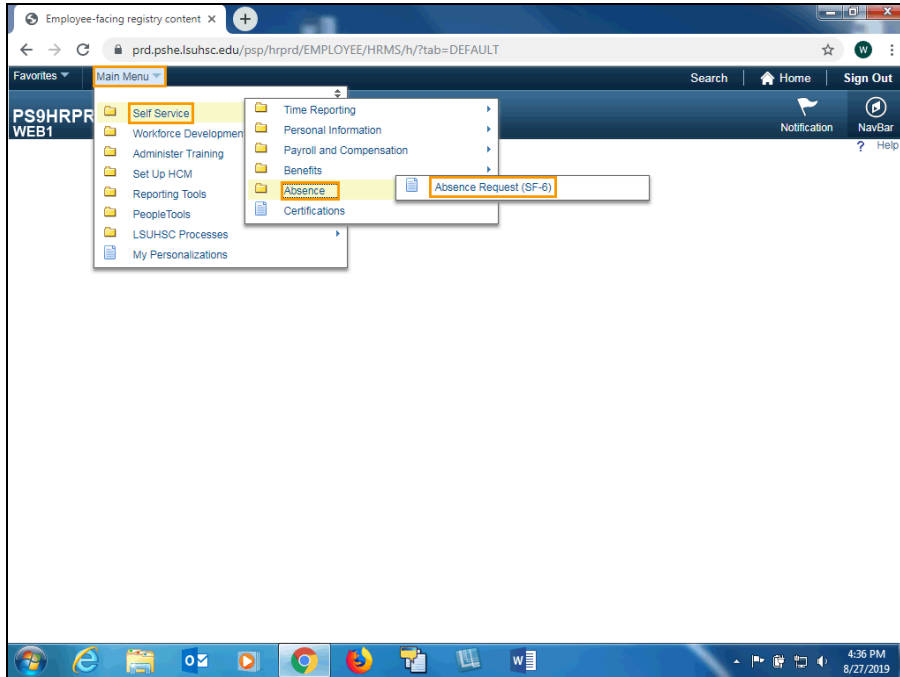 Employee-facing registry content
prd.pshe.lsuhsc.edu/psp/hrprd/EMPLOYEE/HRMS/h/?tab=DEFAULT
W
Favorites Main Menu Search Home Sign Out
PS9HRPR
WEB1
Notification NavBar
? Help
Self Service
Workforce Developmen
Administer Training
Set Up HCM
Reporting Tools
PeopleTools
LSUHSC Processes
My Personalizations
Time Reporting
Personal Information
Payroll and Compensation
Benefits
Absence
Certifications
Absence Request (SF-6)
4:36 PM
8/27/2019